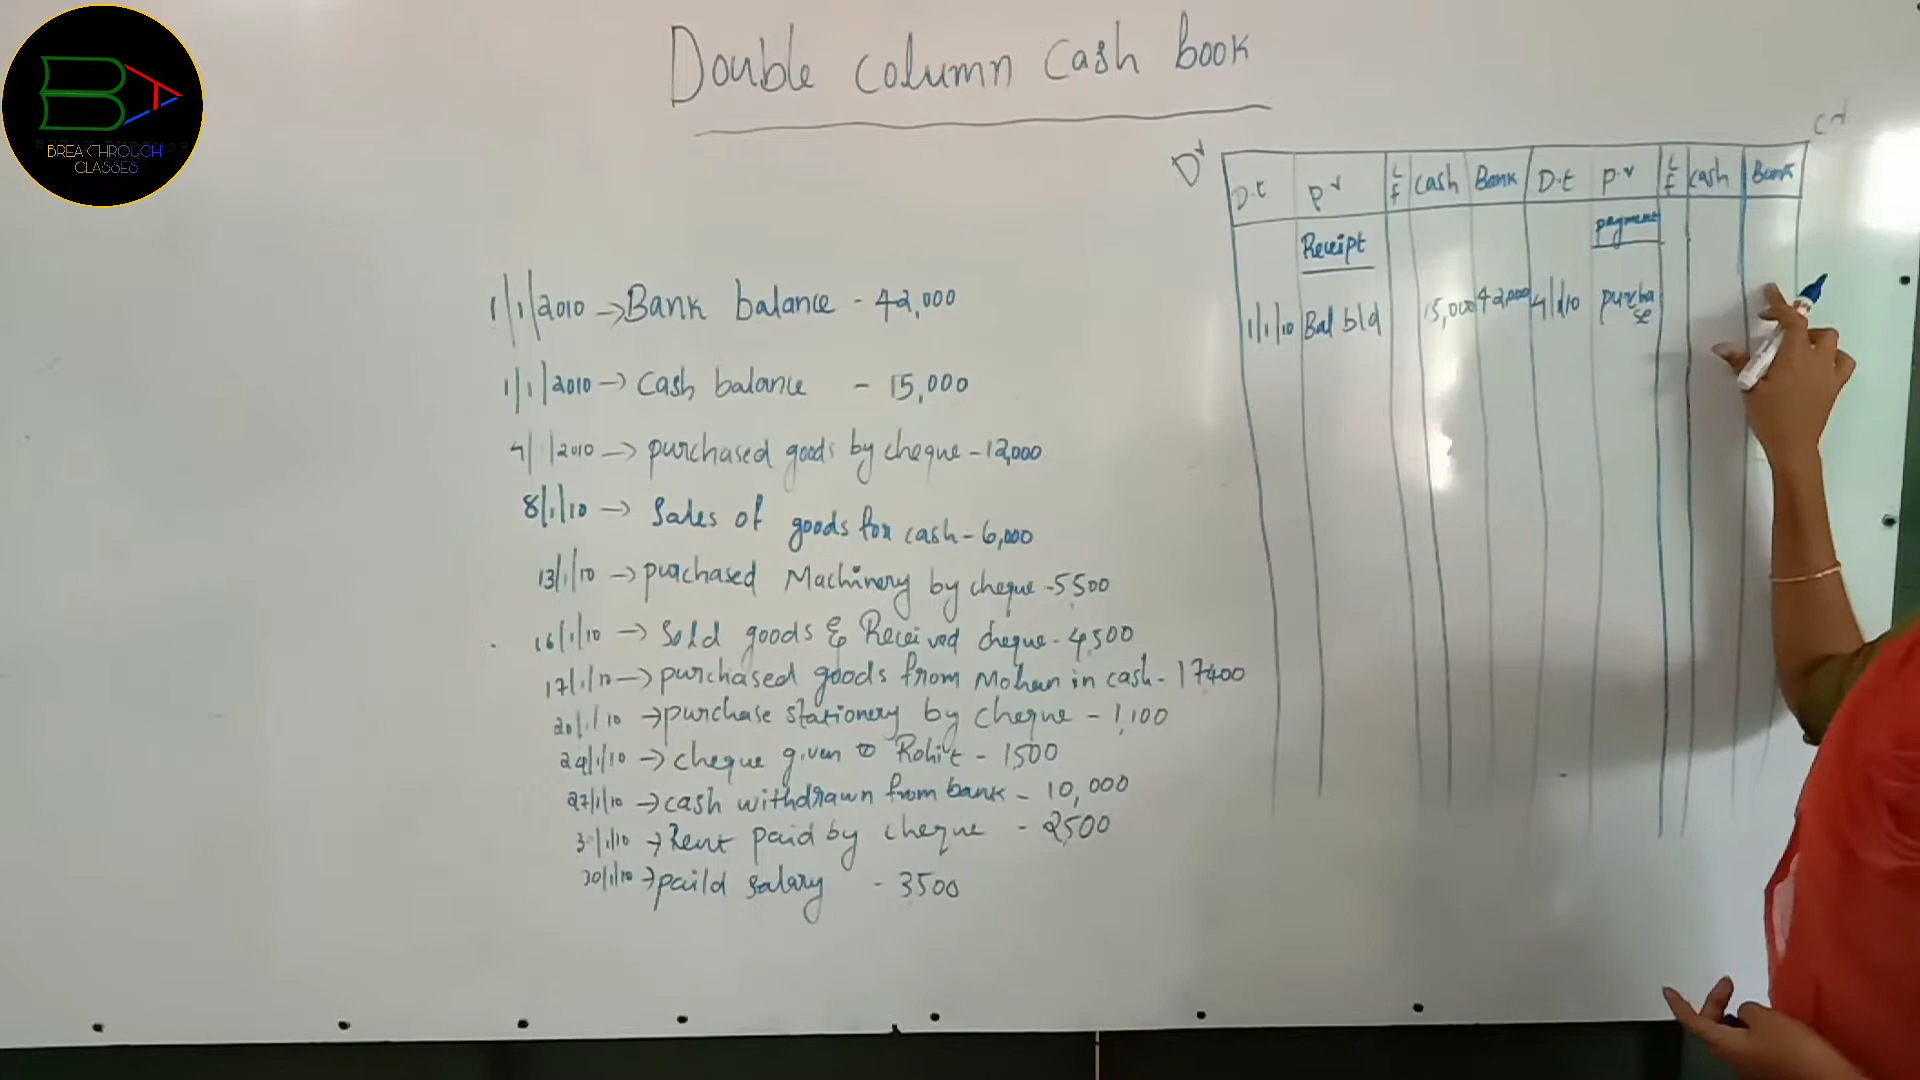 BREAKTHROUGH
CLASSES
Double column cash Book
1/1/2010 → Bank balance - 42,000
1/1/2010 → Cash balance - 15,000
4/1/2010 → purchased goods by cheque - 12,000
8/1/10 → Sales of goods for cash - 6,000
13/1/10 → purchased Machinery by cheque - 5500
16/1/10 → Sold goods & Received cheque - 4,500
17/1/10 → purchased goods from Mohan in cash - 17400
20/1/10 → purchase stationery by cheque - 1,100
24/1/10 → cheque given to Rohit - 1500
27/1/10 → cash withdrawn from bank - 10,000
30/1/10 → Rent paid by cheque - 2500
30/1/10 → paild salary - 3500
Dr Cr
D.t Pr L F Cash Bank D.t P.r L F Cash Bank
Receipt payment
1/1/10 Bal b/d 15,000 42,000 4/1/10 purchase